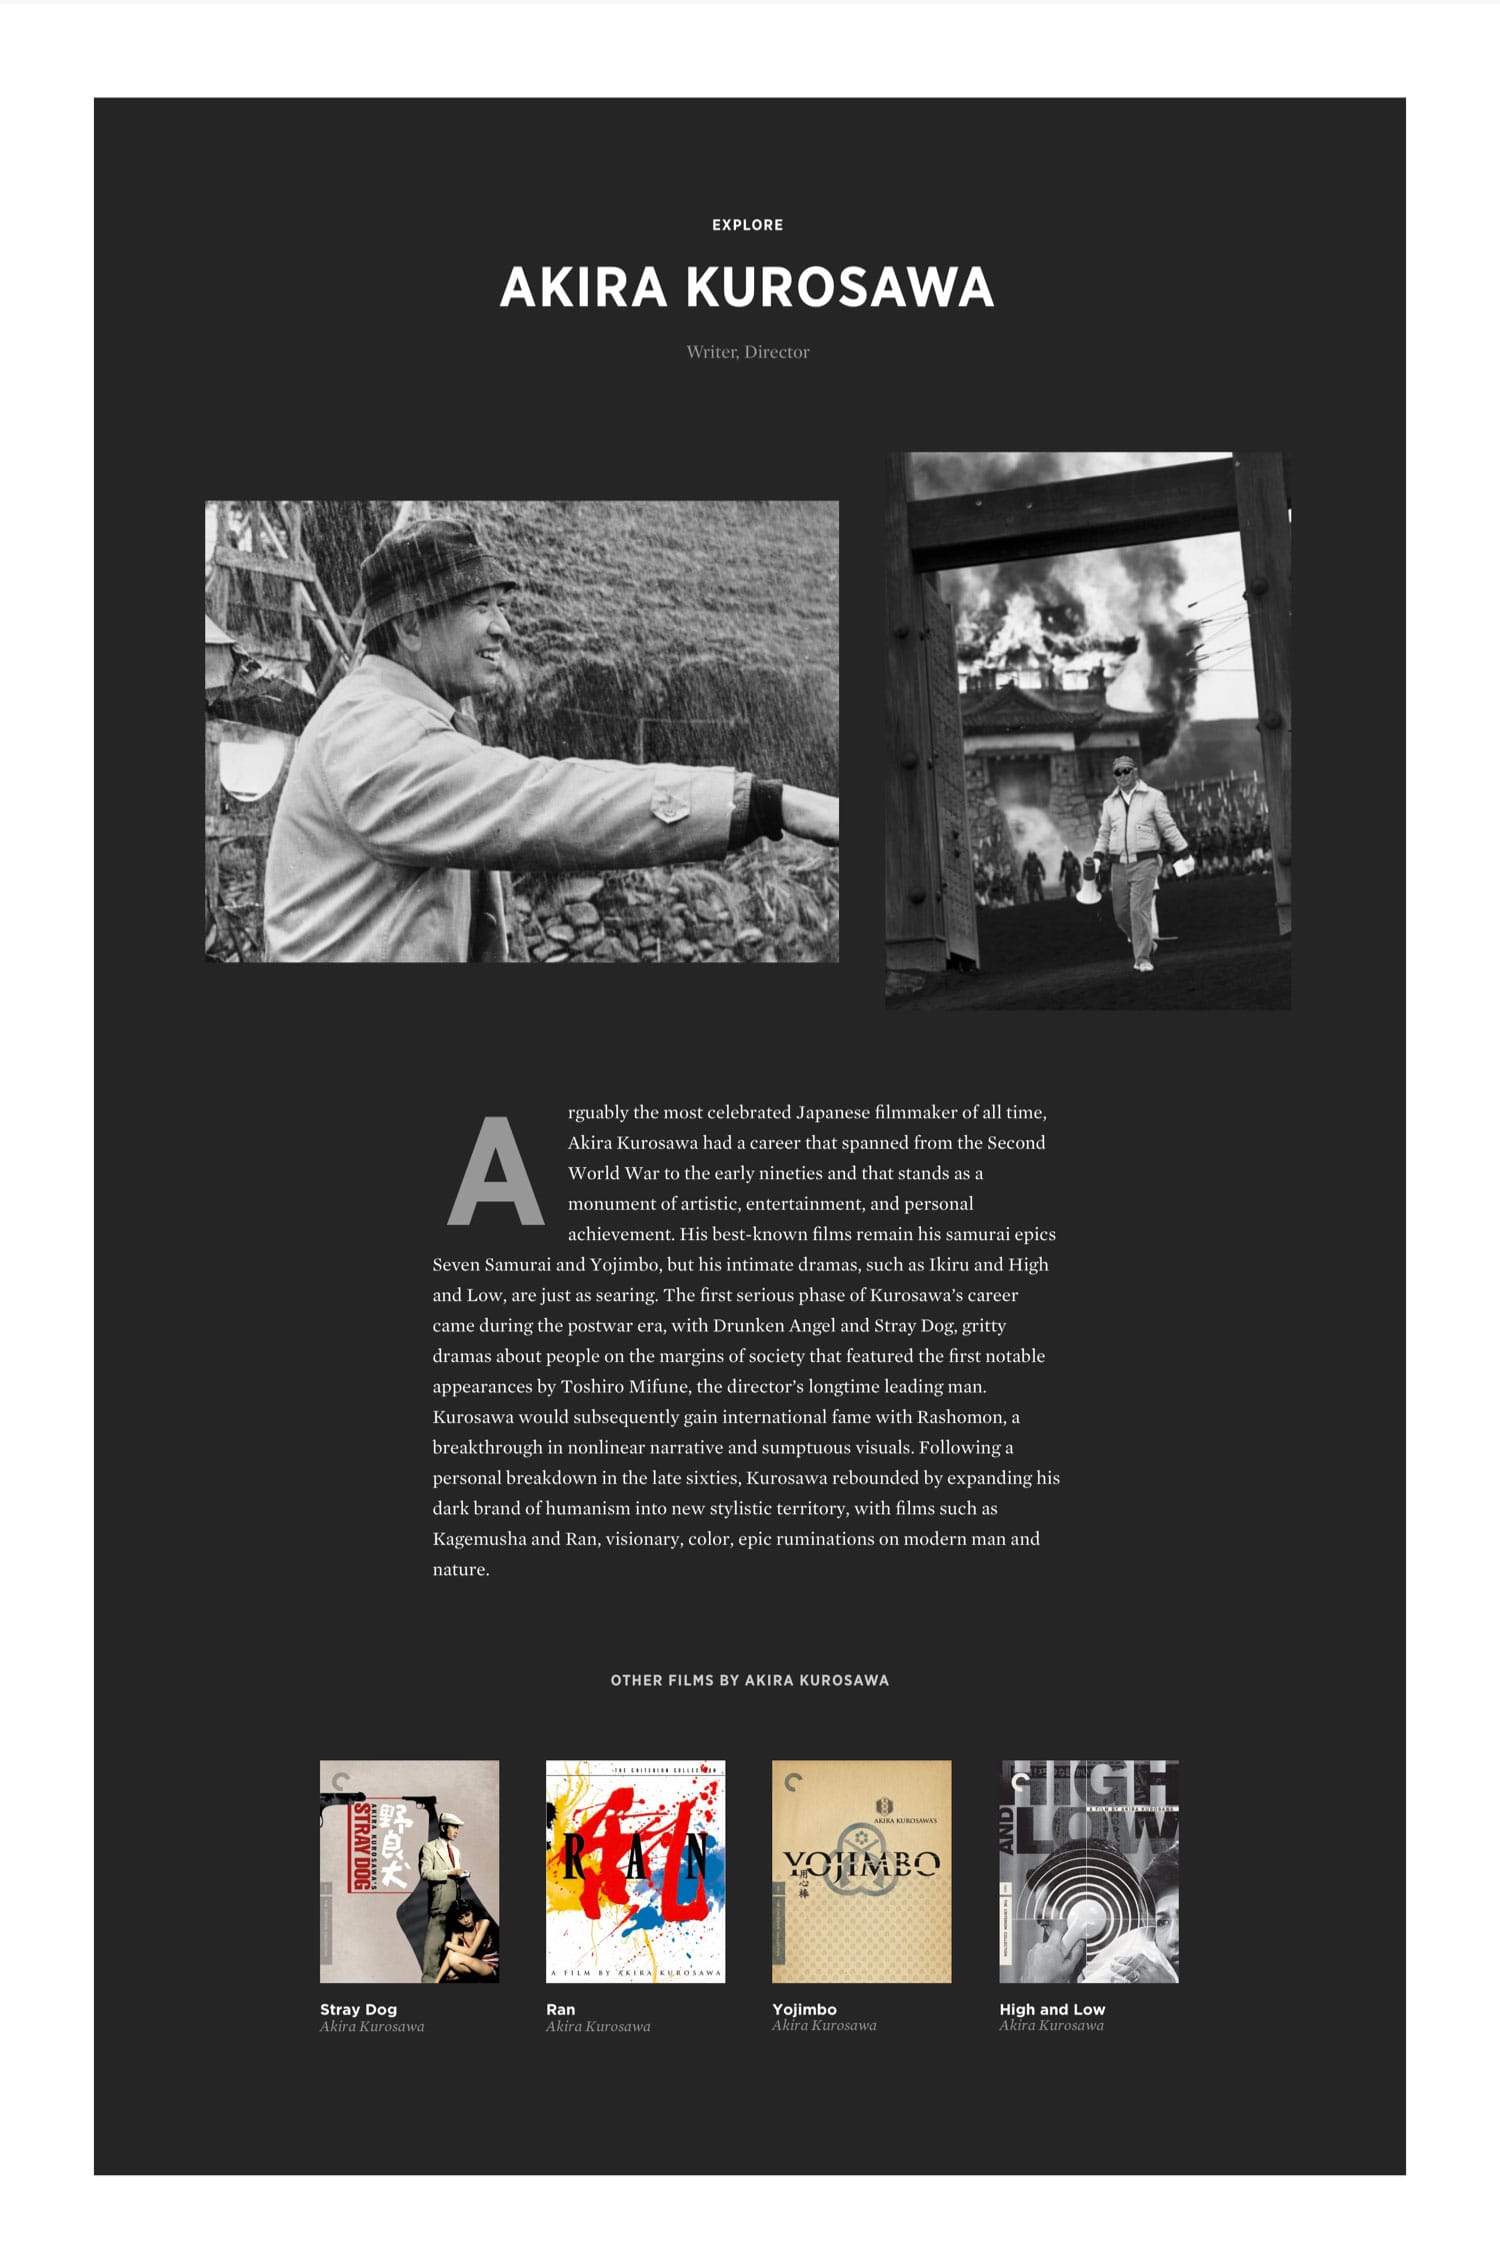 EXPLORE
AKIRA KUROSAWA
Writer, Director
Arguably the most celebrated Japanese filmmaker of all time,
Akira Kurosawa had a career that spanned from the Second
World War to the early nineties and that stands as a
monument of artistic, entertainment, and personal
achievement. His best-known films remain his samurai epics
Seven Samurai and Yojimbo, but his intimate dramas, such as Ikiru and High
and Low, are just as searing. The first serious phase of Kurosawa’s career
came during the postwar era, with Drunken Angel and Stray Dog, gritty
dramas about people on the margins of society that featured the first notable
appearances by Toshiro Mifune, the director’s longtime leading man.
Kurosawa would subsequently gain international fame with Rashomon, a
breakthrough in nonlinear narrative and sumptuous visuals. Following a
personal breakdown in the late sixties, Kurosawa rebounded by expanding his
dark brand of humanism into new stylistic territory, with films such as
Kagemusha and Ran, visionary, color, epic ruminations on modern man and
nature.
OTHER FILMS BY AKIRA KUROSAWA
AKIRA KUROSAWA'S
STRAY DOG
野良犬
THE CRITERION COLLECTION
乱
RAN
A FILM BY AKIRA KUROSAWA
AKIRA KUROSAWA'S
YOJIMBO
用心棒
HIGH
AND
LOW
A FILM BY AKIRA KUROSAWA
THE CRITERION COLLECTION
Stray Dog
Akira Kurosawa
Ran
Akira Kurosawa
Yojimbo
Akira Kurosawa
High and Low
Akira Kurosawa